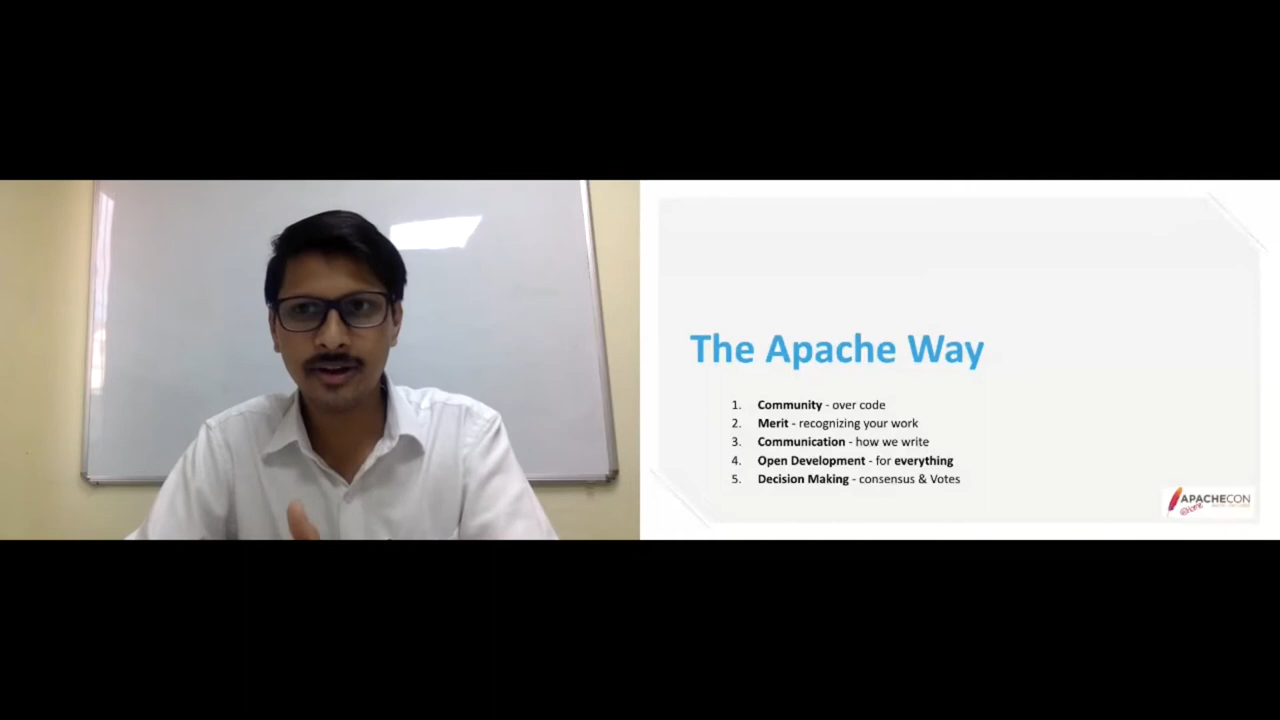 The Apache Way
1. Community - over code
2. Merit - recognizing your work
3. Communication - how we write
4. Open Development - for everything
5. Decision Making - consensus & Votes
APACHECON
@Home